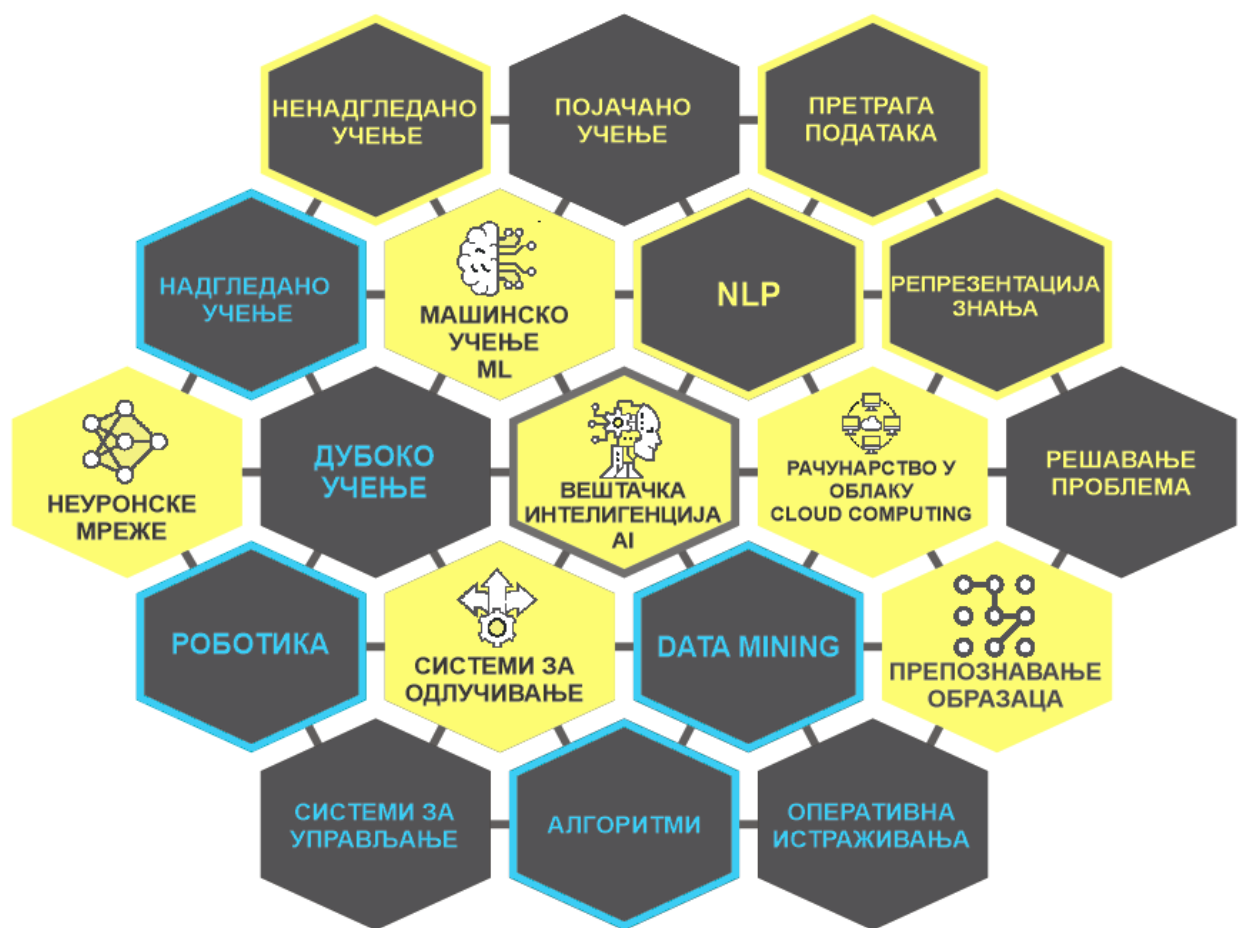 НЕНАДГЛЕДАНО
УЧЕЊЕ
ПОЈАЧАНО
УЧЕЊЕ
ПРЕТРАГА
ПОДАТАКА
НАДГЛЕДАНО
УЧЕЊЕ
МАШИНСКО
УЧЕЊЕ
ML
NLP
РЕПРЕЗЕНТАЦИЈА
ЗНАЊА
НЕУРОНСКЕ
МРЕЖЕ
ДУБОКО
УЧЕЊЕ
ВЕШТАЧКА
ИНТЕЛИГЕНЦИЈА
AI
РАЧУНАРСТВО У
ОБЛАКУ
CLOUD COMPUTING
РЕШАВАЊЕ
ПРОБЛЕМА
РОБОТИКА
СИСТЕМИ ЗА
ОДЛУЧИВАЊЕ
DATA MINING
ПРЕПОЗНАВАЊЕ
ОБРАЗАЦА
СИСТЕМИ ЗА
УПРАВЉАЊЕ
АЛГОРИТМИ
ОПЕРАТИВНА
ИСТРАЖИВАЊА